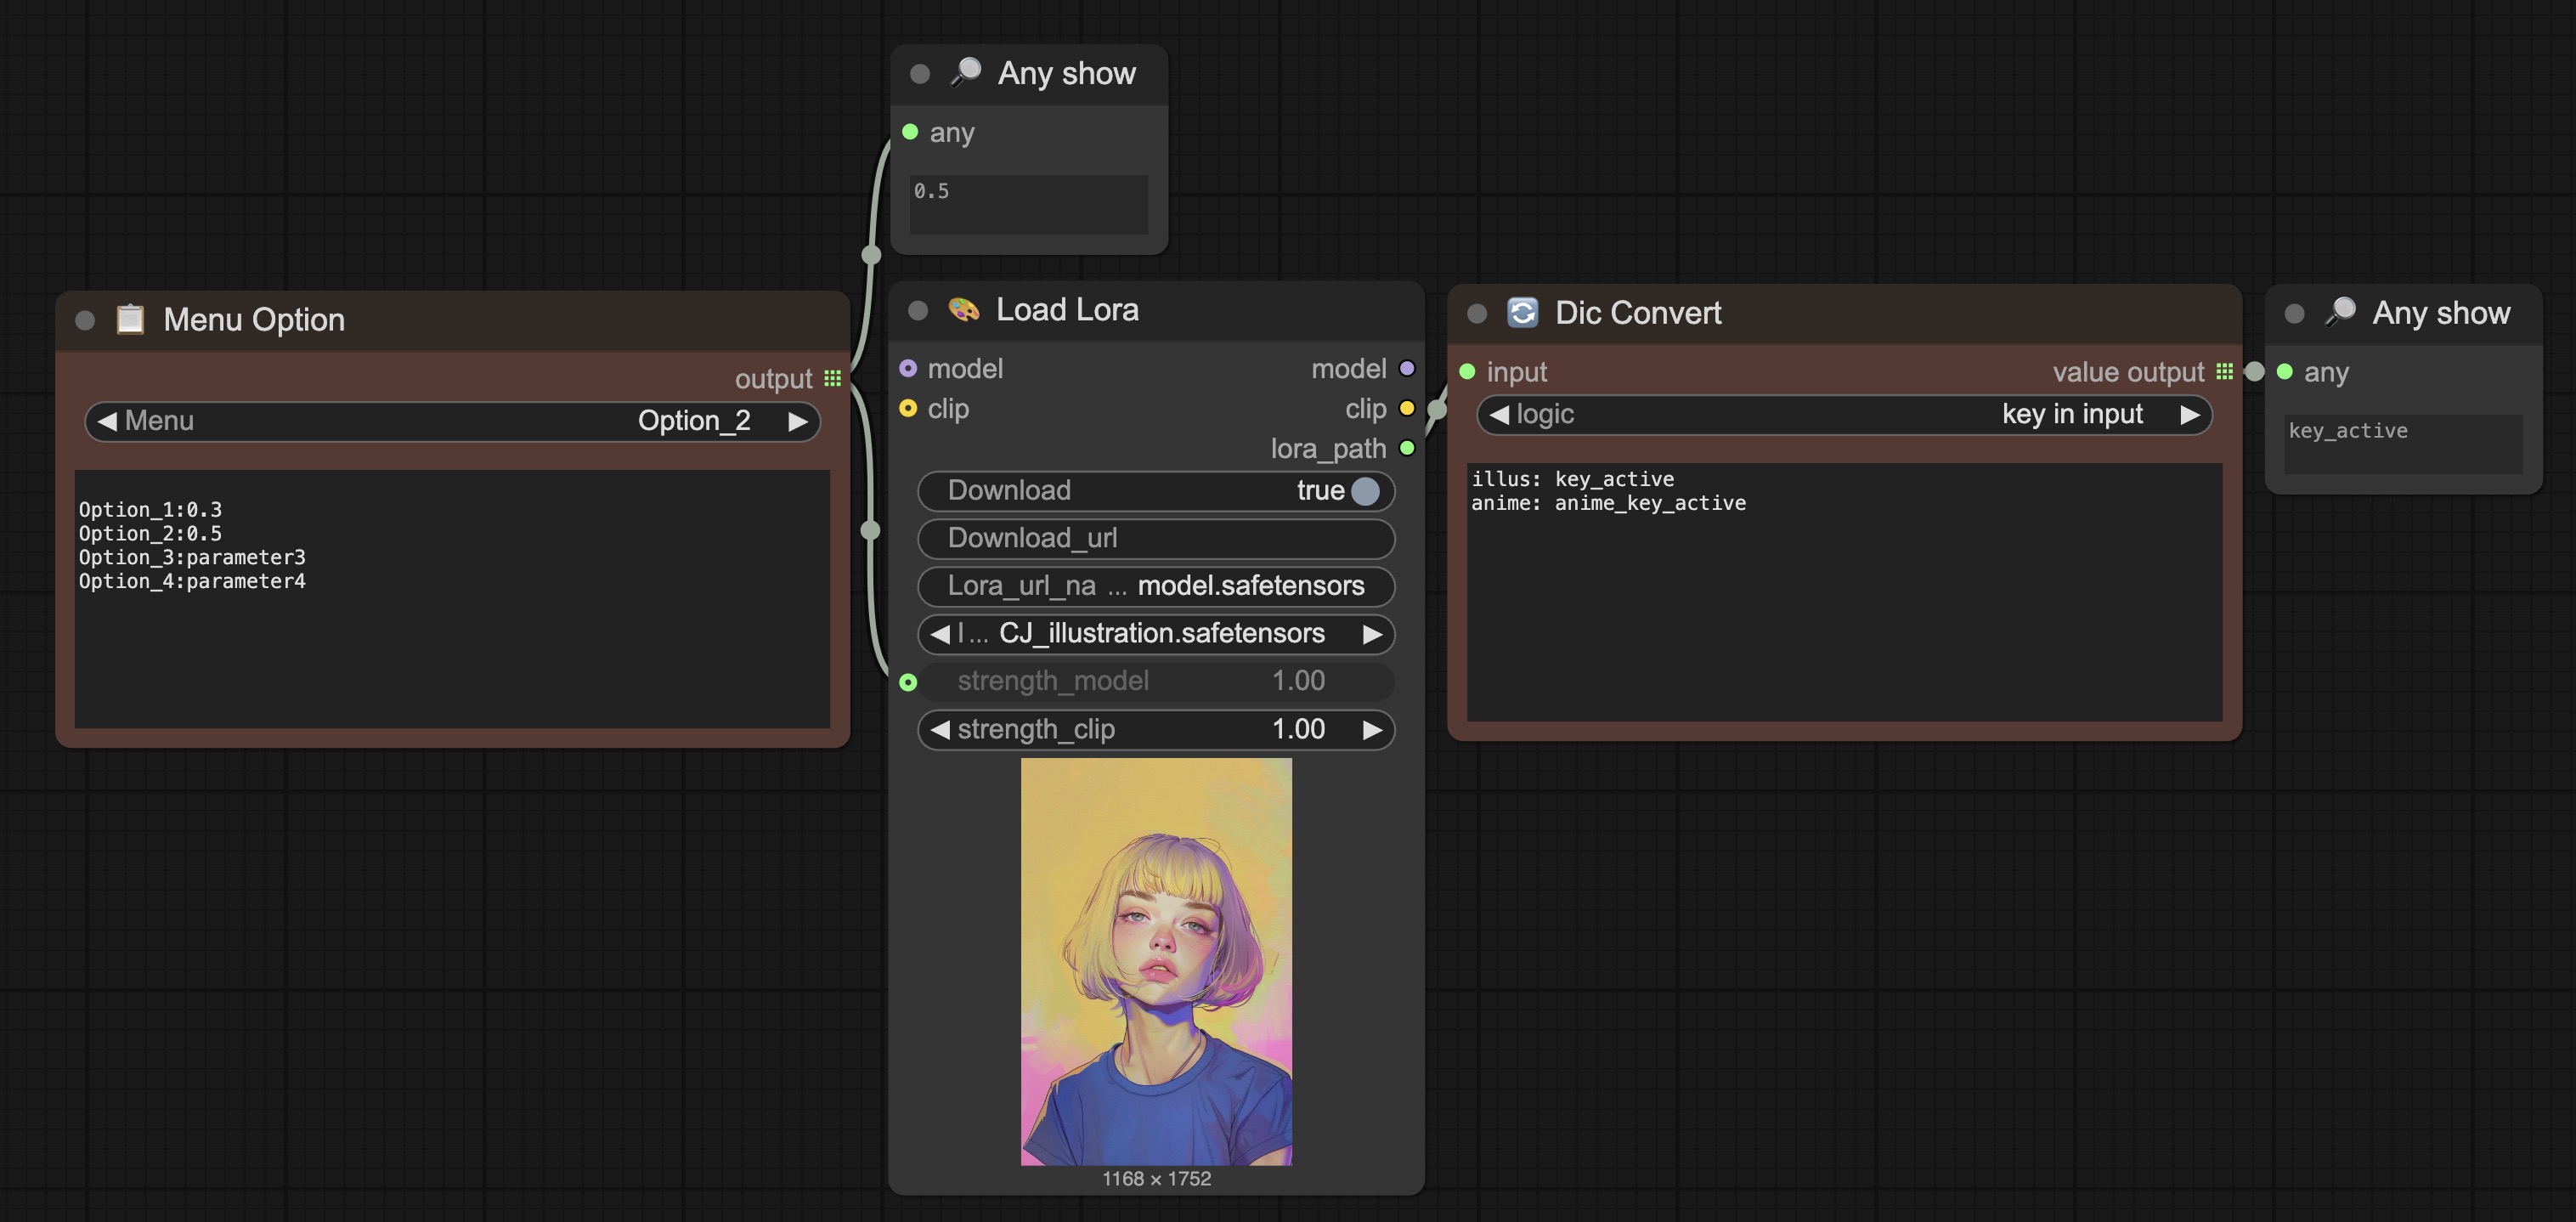 Any show
any
0.5
Menu Option
output
Menu Option_2
Option_1:0.3
Option_2:0.5
Option_3:parameter3
Option_4:parameter4
Load Lora
model model
clip clip
lora_path
Download true
Download_url
Lora_url_na ... model.safetensors
l... CJ_illustration.safetensors
strength_model 1.00
strength_clip 1.00
1168 × 1752
Dic Convert
input value output
logic key in input
illus: key_active
anime: anime_key_active
Any show
any
key_active